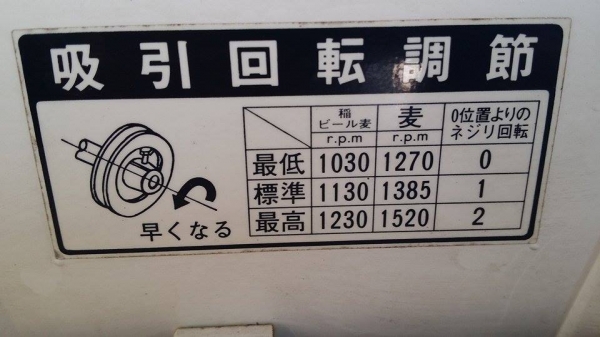 吸引回転調節
稲
ビール麦
r.p.m
麦
r.p.m
0位置よりの
ネジリ回転
最低 1030 1270 0
標準 1130 1385 1
最高 1230 1520 2
早くなる